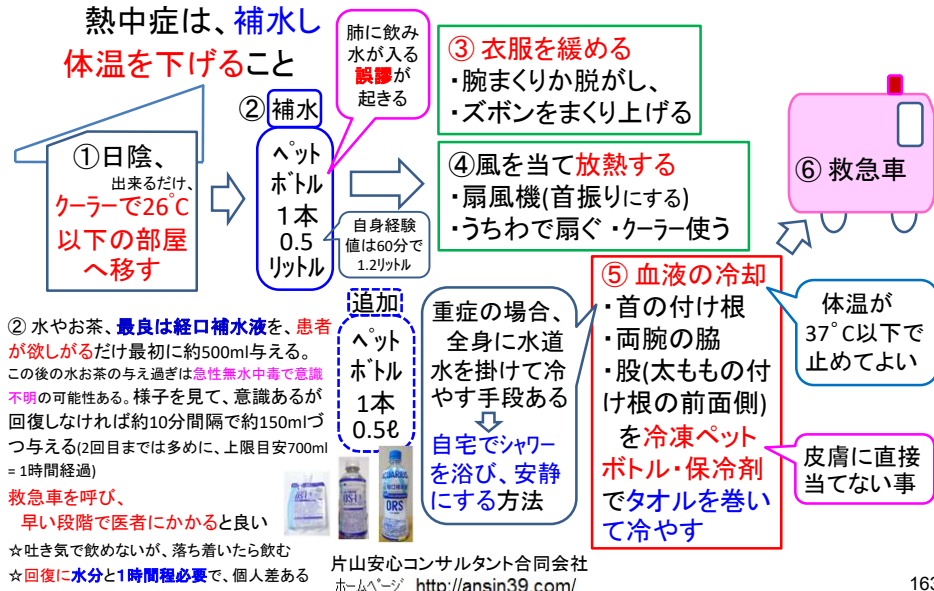 熱中症は、補水し
体温を下げること
①日陰、
出来るだけ、
クーラーで26°C
以下の部屋
へ移す
②補水
ペット
ボトル
1本
0.5
リットル
肺に飲み
水が入る
誤謬が
起きる
自身経験
値は60分で
1.2リットル
③ 衣服を緩める
・腕まくりか脱がし、
・ズボンをまくり上げる
④風を当て放熱する
・扇風機(首振りにする)
・うちわで扇ぐ ・クーラー使う
⑥ 救急車
② 水やお茶、最良は経口補水液を、患者
が欲しがるだけ最初に約500ml与える。
この後の水お茶の与え過ぎは急性無水中毒で意識
不明の可能性ある。様子を見て、意識あるが
回復しなければ約10分間隔で約150mlづ
つ与える(2回目までは多めに、上限目安700ml
= 1時間経過)
救急車を呼び、
早い段階で医者にかかると良い
☆吐き気で飲めないが、落ち着いたら飲む
☆回復に水分と1時間程必要で、個人差ある
追加
ペット
ボトル
1本
0.5ℓ
OS-1
AQUARIUS
ORS
重症の場合、
全身に水道
水を掛けて冷
やす手段ある
自宅でシャワー
を浴び、安静
にする方法
⑤ 血液の冷却
・首の付け根
・両腕の脇
・股(太ももの付
け根の前面側)
を冷凍ペット
ボトル・保冷剤
でタオルを巻い
て冷やす
体温が
37°C以下で
止めてよい
皮膚に直接
当てない事
片山安心コンサルタント合同会社
ホームページ http://ansin39.com/
163